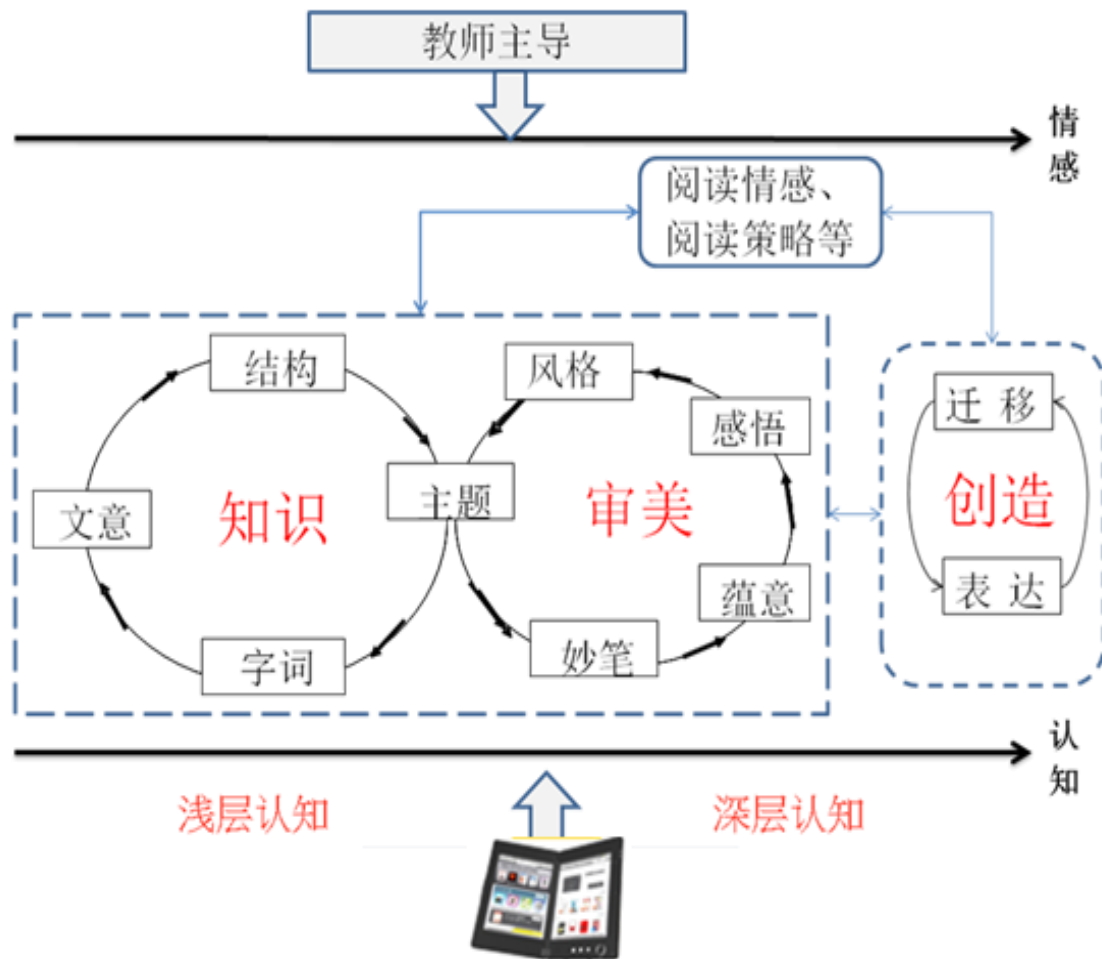 教师主导
情
感
阅读情感、
阅读策略等
结构
风格
感悟
迁 移
文意
知识
主题
审美
创造
蕴意
表 达
字词
妙笔
认
知
浅层认知
深层认知